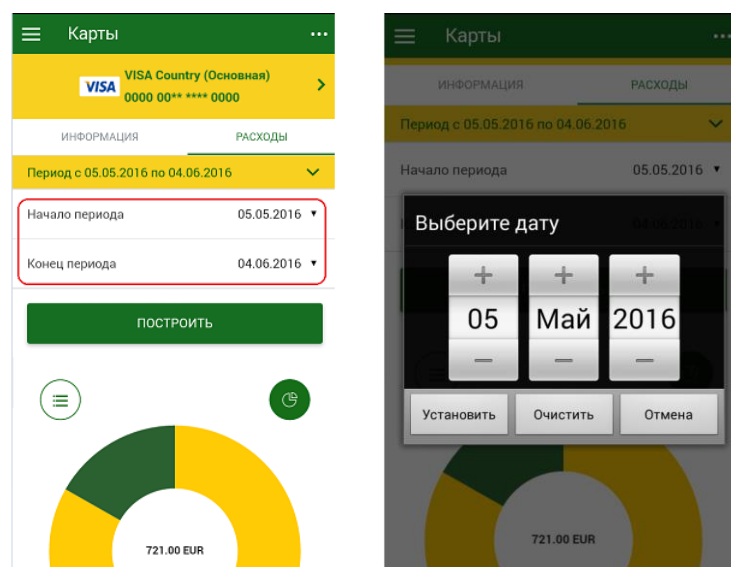 Карты
VISA
VISA Country (Основная)
0000 00** **** 0000
ИНФОРМАЦИЯ
РАСХОДЫ
Период с 05.05.2016 по 04.06.2016
Начало периода
05.05.2016
Конец периода
04.06.2016
ПОСТРОИТЬ
721.00 EUR
Карты
ИНФОРМАЦИЯ
РАСХОДЫ
Период с 05.05.2016 по 04.06.2016
Начало периода
05.05.2016
04.06.2016
Выберите дату
05 Май 2016
Установить
Очистить
Отмена
721.00 EUR